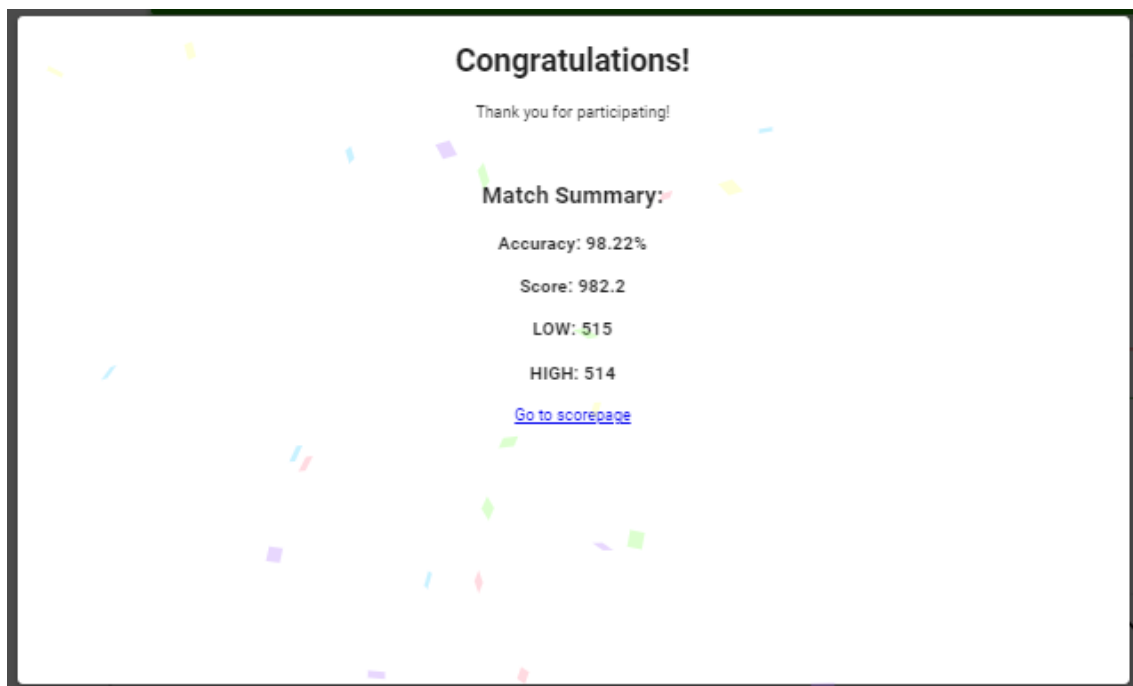 Congratulations!
Thank you for participating!
Match Summary:
Accuracy: 98.22%
Score: 982.2
LOW: 515
HIGH: 514
Go to scorepage